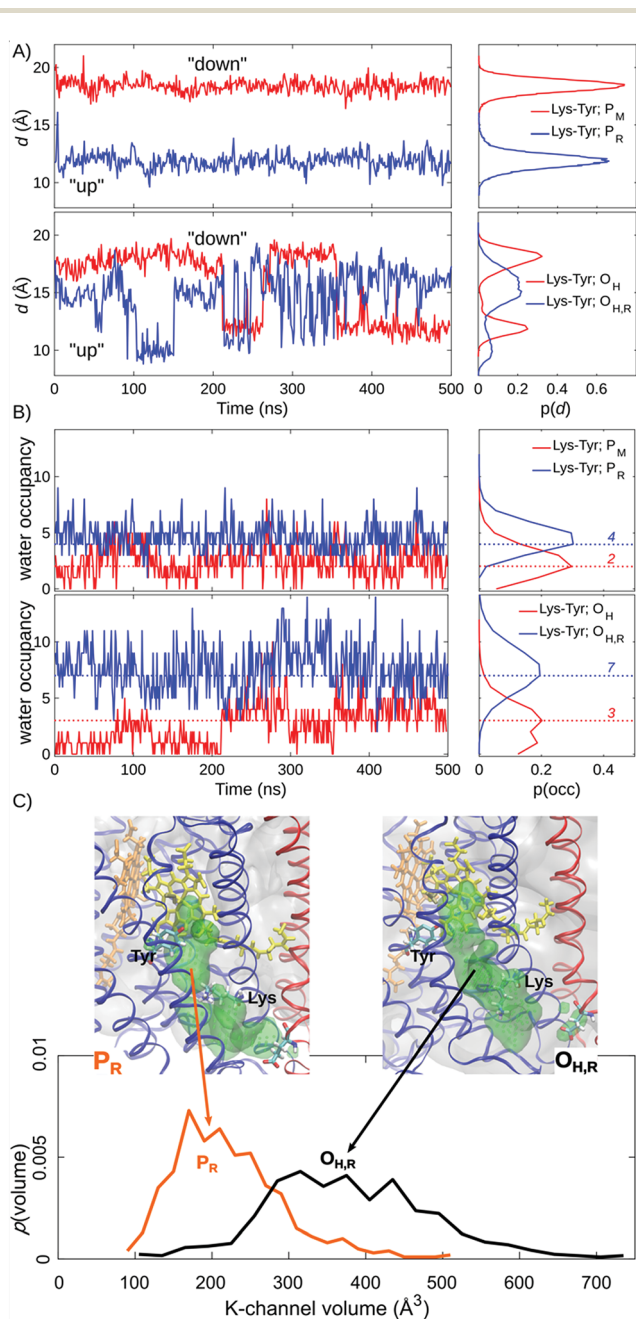 A)
20
"down"
15
d (Å)
10
"up"
Lys-Tyr; P_M
Lys-Tyr; P_R
20
"down"
15
d (Å)
10
"up"
Lys-Tyr; O_H
Lys-Tyr; O_H,R
0 100 200 300 400 500
Time (ns)
0 0.2 0.4 0.6
p(d)
B)
10
5
0
water occupancy
Lys-Tyr; P_M
Lys-Tyr; P_R
4
2
10
5
0
water occupancy
Lys-Tyr; O_H
Lys-Tyr; O_H,R
7
3
0 100 200 300 400 500
Time (ns)
0 0.2 0.4
p(occ)
C)
Tyr
Lys
P_R
Tyr
Lys
O_H,R
0.01
0.005
0
p(volume)
P_R
O_H,R
0 100 200 300 400 500 600 700
K-channel volume (Å³)